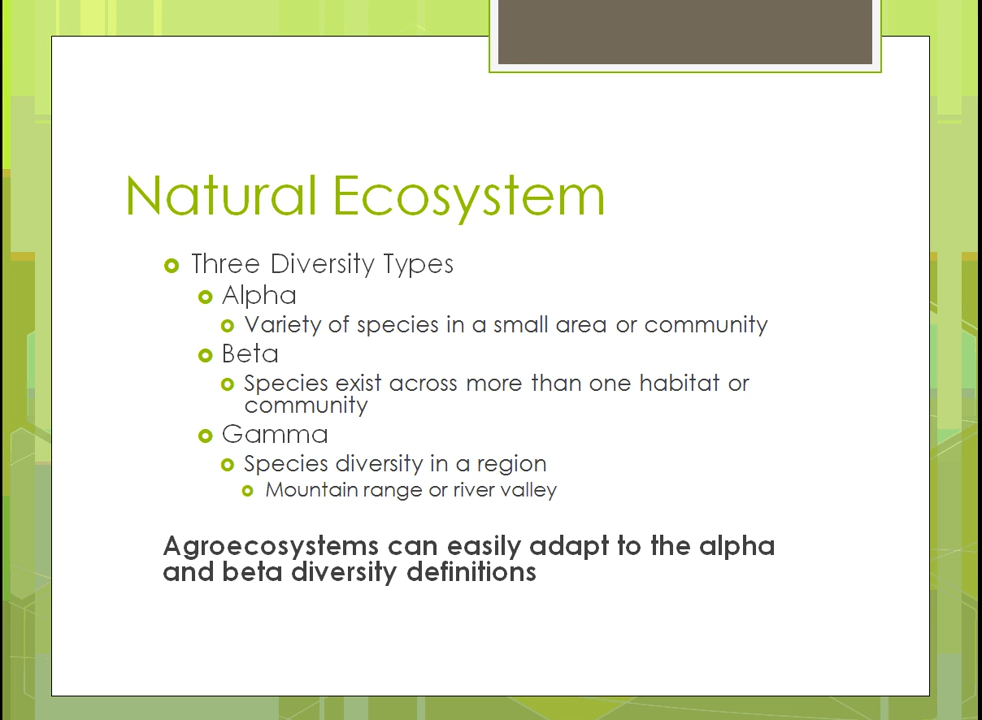 Natural Ecosystem
Three Diversity Types
Alpha
Variety of species in a small area or community
Beta
Species exist across more than one habitat or
community
Gamma
Species diversity in a region
Mountain range or river valley
Agroecosystems can easily adapt to the alpha
and beta diversity definitions